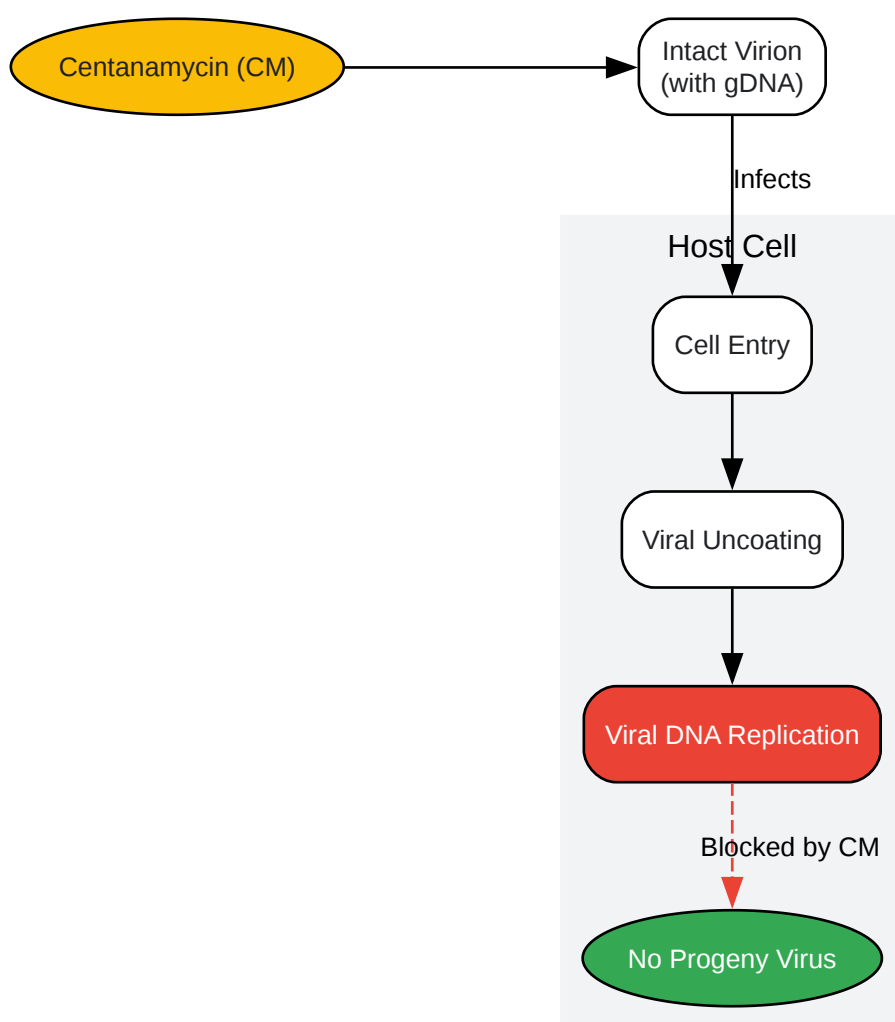 Centanamycin (CM)
Intact Virion
(with gDNA)
Infects
Host Cell
Cell Entry
Viral Uncoating
Viral DNA Replication
Blocked by CM
No Progeny Virus